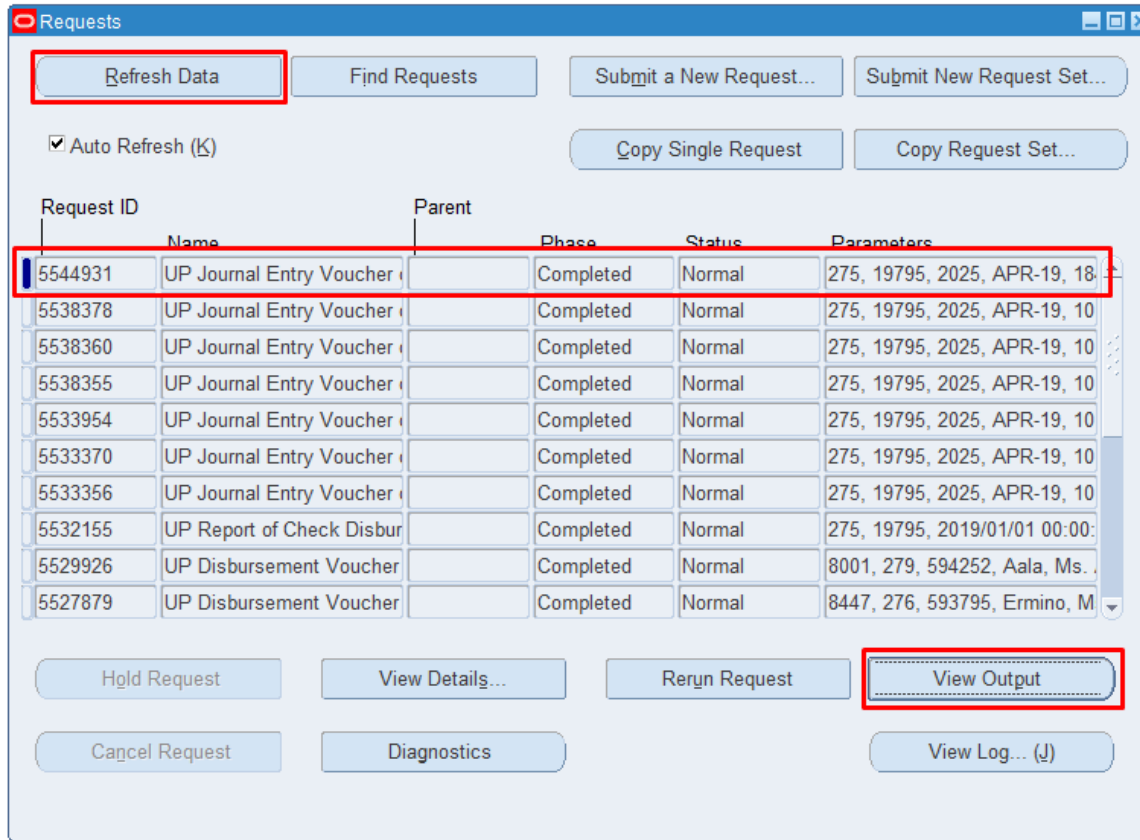 Requests
Refresh Data Find Requests Submit a New Request... Submit New Request Set...
Auto Refresh (K) Copy Single Request Copy Request Set...
Request ID Parent
Name Phase Status Parameters
5544931 UP Journal Entry Voucher Completed Normal 275, 19795, 2025, APR-19, 18
5538378 UP Journal Entry Voucher Completed Normal 275, 19795, 2025, APR-19, 10
5538360 UP Journal Entry Voucher Completed Normal 275, 19795, 2025, APR-19, 10
5538355 UP Journal Entry Voucher Completed Normal 275, 19795, 2025, APR-19, 10
5533954 UP Journal Entry Voucher Completed Normal 275, 19795, 2025, APR-19, 10
5533370 UP Journal Entry Voucher Completed Normal 275, 19795, 2025, APR-19, 10
5533356 UP Journal Entry Voucher Completed Normal 275, 19795, 2025, APR-19, 10
5532155 UP Report of Check Disbur Completed Normal 275, 19795, 2019/01/01 00:00:
5529926 UP Disbursement Voucher Completed Normal 8001, 279, 594252, Aala, Ms.
5527879 UP Disbursement Voucher Completed Normal 8447, 276, 593795, Ermino, M
Hold Request View Details... Rerun Request View Output
Cancel Request Diagnostics View Log... (J)